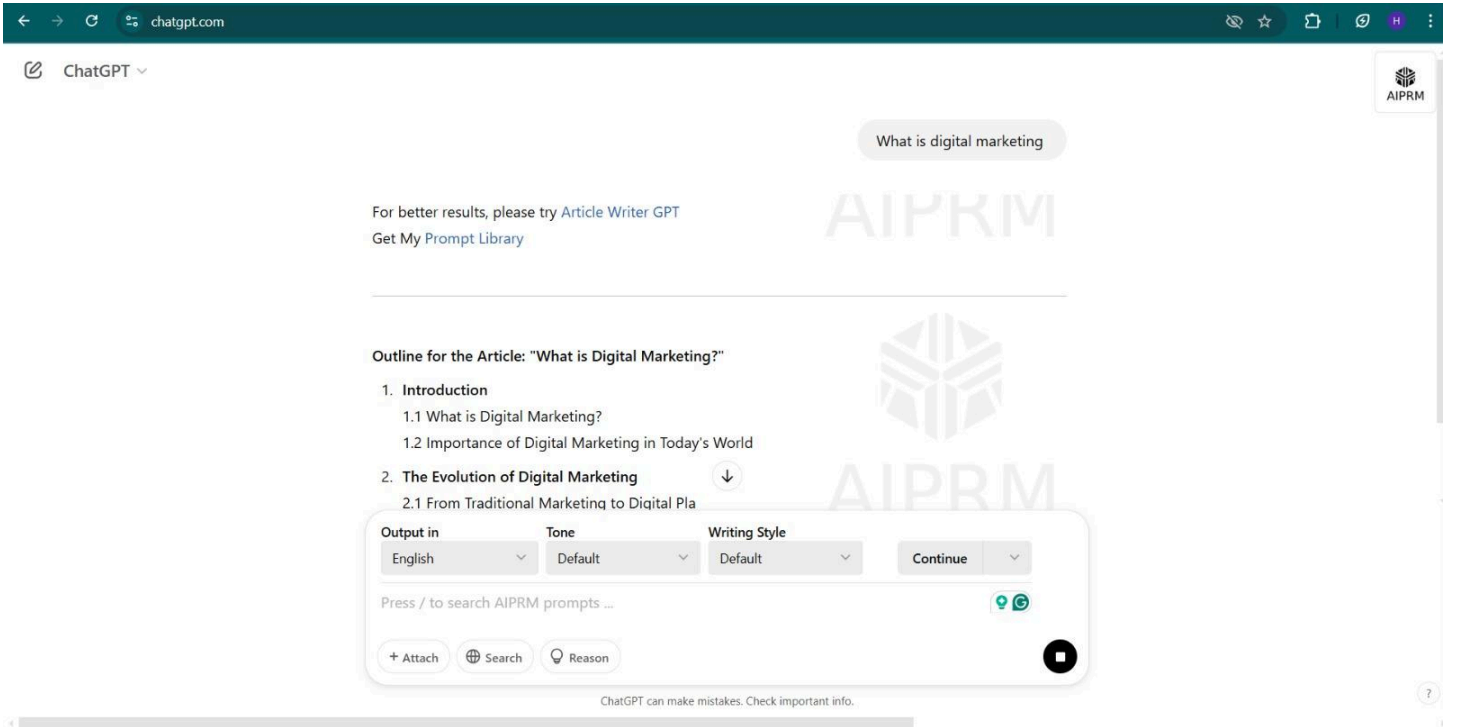 chatgpt.com
H
ChatGPT
AIPRM
What is digital marketing
AIPRM
For better results, please try Article Writer GPT
Get My Prompt Library
Outline for the Article: "What is Digital Marketing?"
1. Introduction
1.1 What is Digital Marketing?
1.2 Importance of Digital Marketing in Today's World
2. The Evolution of Digital Marketing
AIPRM
2.1 From Traditional Marketing to Digital Pla
Output in Tone Writing Style
English Default Default Continue
Press / to search AIPRM prompts ...
G
+ Attach Search Reason
ChatGPT can make mistakes. Check important info.
?